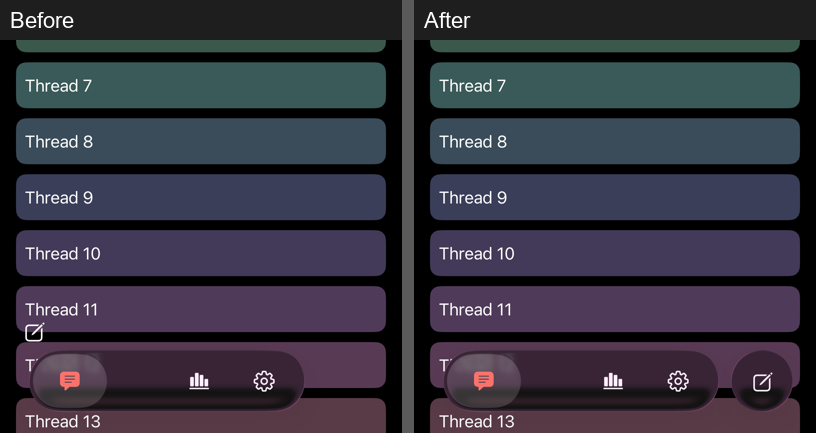 Before
After
Thread 7
Thread 8
Thread 9
Thread 10
Thread 11
T
Thread 13
Thread 7
Thread 8
Thread 9
Thread 10
Thread 11
T
Thread 13